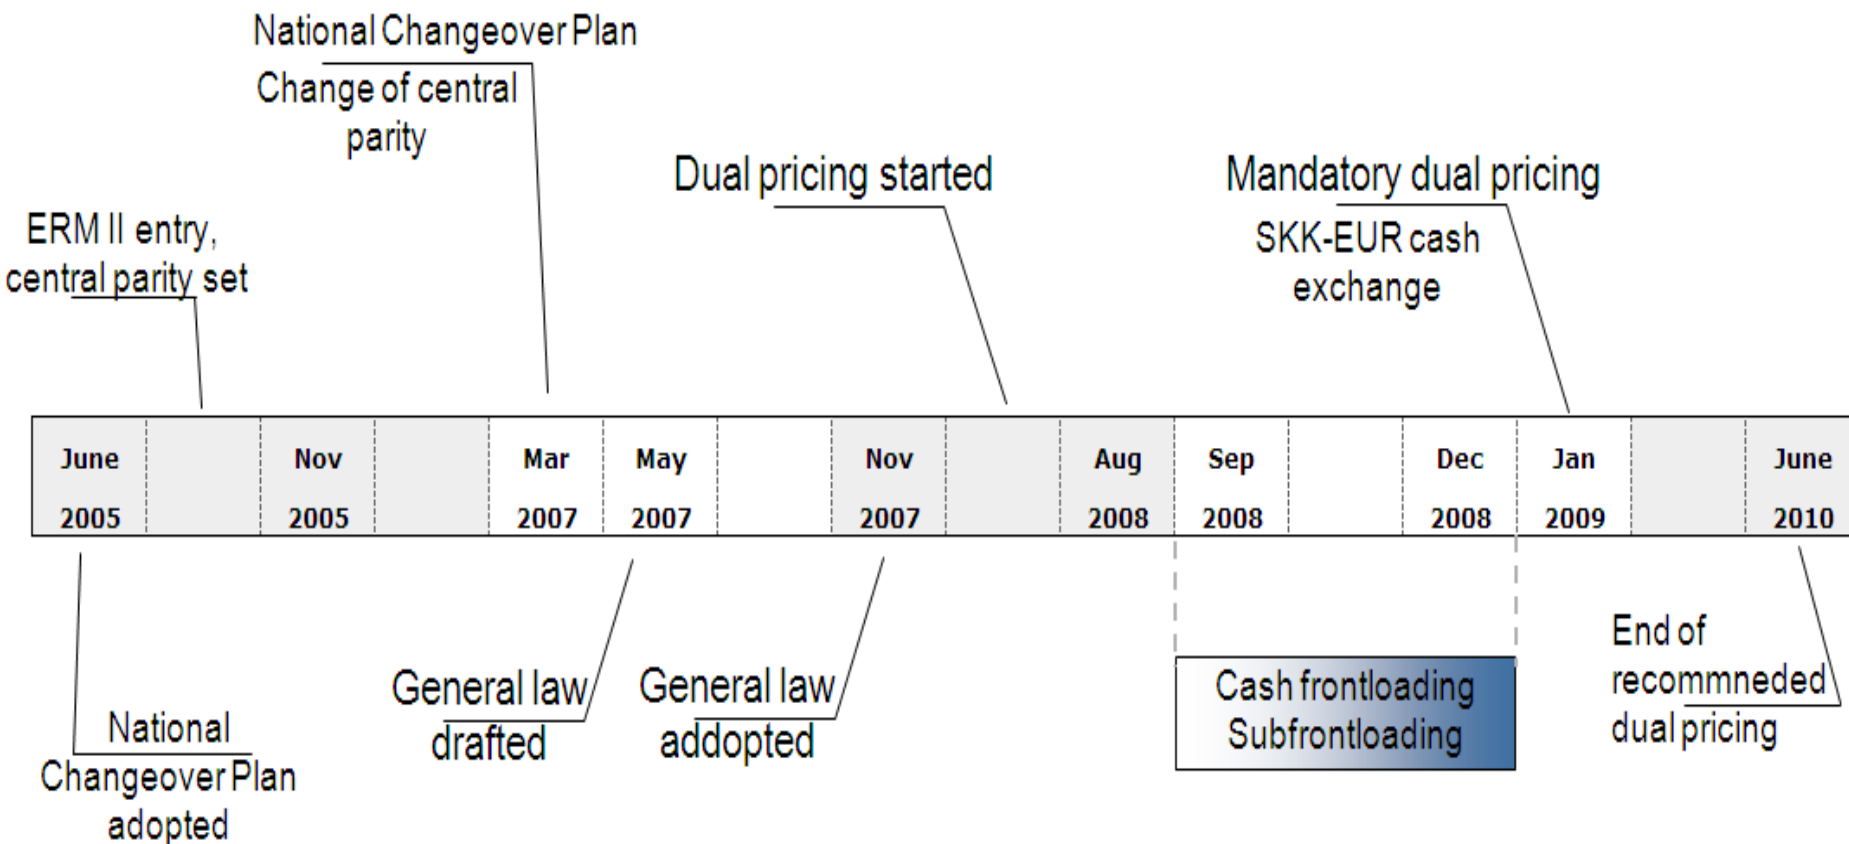 National Changeover Plan
Change of central
parity
Dual pricing started
Mandatory dual pricing
SKK-EUR cash
exchange
ERM II entry,
central parity set
June
2005
Nov
2005
Mar
2007
May
2007
Nov
2007
Aug
2008
Sep
2008
Dec
2008
Jan
2009
June
2010
National
Changeover Plan
adopted
General law
drafted
General law
addopted
Cash frontloading
Subfrontloading
End of
recommneded
dual pricing